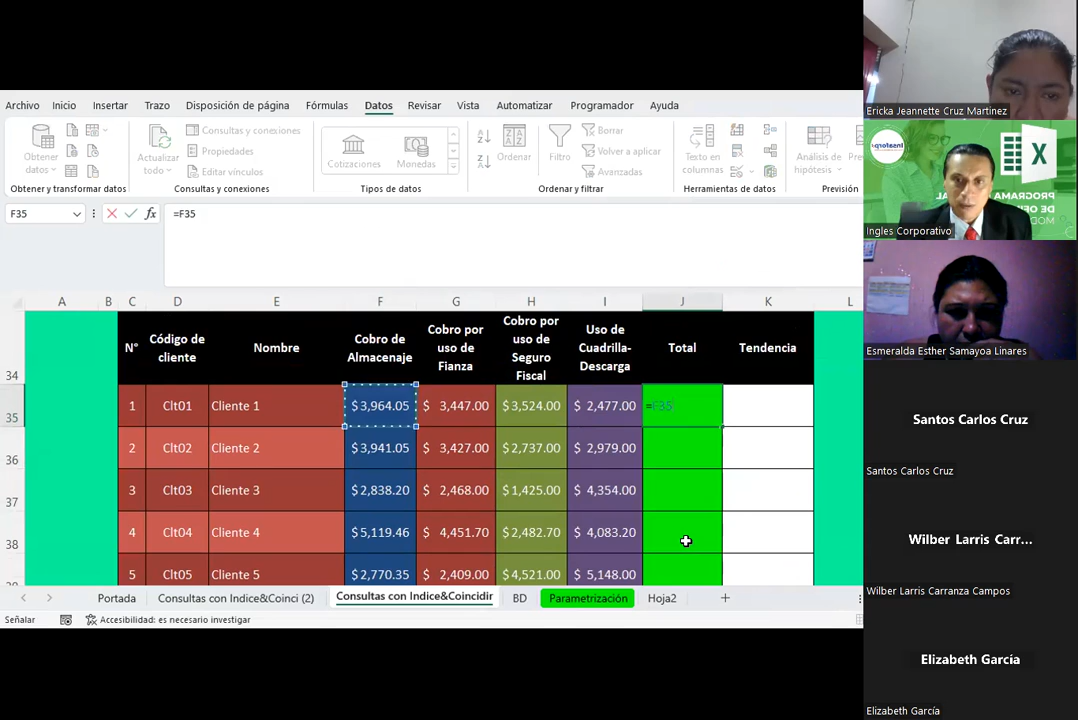 Archivo Inicio Insertar Trazo Disposición de página Fórmulas Datos Revisar Vista Automatizar Programador Ayuda
Obtener datos
Actualizar todo
Consultas y conexiones
Propiedades
Editar vínculos
Cotizaciones Monedas
Ordenar
Filtro
Borrar
Volver a aplicar
Avanzadas
Texto en columnas
Análisis de hipótesis
Obtener y transformar datos Consultas y conexiones Tipos de datos Ordenar y filtrar Herramientas de datos Previsión
F35 fx =F35
A B C D E F G H I J K L
34 N° Código de cliente Nombre Cobro de Almacenaje Cobro por uso de Fianza Cobro por uso de Seguro Fiscal Uso de Cuadrilla-Descarga Total Tendencia
35 1 Clt01 Cliente 1 $3,964.05 $ 3,447.00 $3,524.00 $ 2,477.00 =F35
36 2 Clt02 Cliente 2 $3,941.05 $ 3,427.00 $2,737.00 $ 2,979.00
37 3 Clt03 Cliente 3 $2,838.20 $ 2,468.00 $1,425.00 $ 4,354.00
38 4 Clt04 Cliente 4 $5,119.46 $ 4,451.70 $2,482.70 $ 4,083.20
5 Clt05 Cliente 5 $2,770.35 $ 2,409.00 $4,521.00 $ 5,148.00
Portada Consultas con Indice&Coinci (2) Consultas con Indice&Coincidir BD Parametrización Hoja2 +
Señalar Accesibilidad: es necesario investigar
Ericka Jeannette Cruz Martinez
Insaforp
PROGRAMA
Ingles Corporativo
Esmeralda Esther Samayoa Linares
Santos Carlos Cruz
Santos Carlos Cruz
Wilber Larris Carr...
Wilber Larris Carranza Campos
Elizabeth García
Elizabeth García